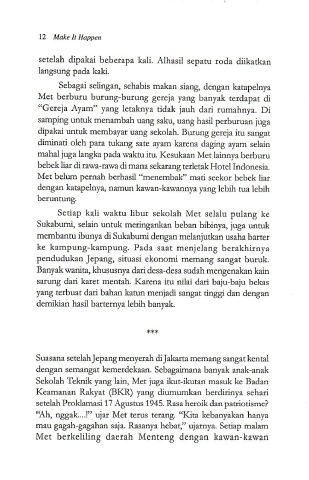 12 Make It Happen
setelah dipakai beberapa kali. Alhasil sepatu roda diikatkan
langsung pada kaki.
Sebagai selingan, sehabis makan siang, dengan katapelnya
Met berburu burung-burung gereja yang banyak terdapat di
“Gereja Ayam” yang letaknya tidak jauh dari rumahnya. Di
samping untuk menambah uang saku, uang hasil perburuan juga
dipakai untuk membayar uang sekolah. Burung gereja itu sangat
diminati oleh para tukang sate ayam karena daging ayam selain
mahal juga langka pada waktu itu. Kesukaan Met lainnya berburu
bebek liar di rawa-rawa di mana sekarang terletak Hotel Indonesia.
Met belum pernah berhasil “menembak” mati seekor bebek liar
dengan katapelnya, namun kawan-kawannya yang lebih tua lebih
beruntung.
Setiap kali waktu libur sekolah Met selalu pulang ke
Sukabumi, selain untuk meringankan beban bibinya, juga untuk
membantu ibunya di Sukabumi dengan melanjutkan usaha barter
ke kampung-kampung. Pada saat menjelang berakhirnya
pendudukan Jepang, situasi ekonomi memang sangat buruk.
Banyak wanita, khususnya dari desa-desa sudah mengenakan kain
sarung dari karet mentah. Karena itu nilai dari baju-baju bekas
yang terbuat dari bahan katun menjadi sangat tinggi dan dengan
demikian hasil barternya lebih banyak.
***
Suasana setelah Jepang menyerah di Jakarta memang sangat kental
dengan semangat kemerdekaan. Sebagaimana banyak anak-anak
Sekolah Teknik yang lain, Met juga ikut-ikutan masuk ke Badan
Keamanan Rakyat (BKR) yang diumumkan berdirinya sehari
setelah Proklamasi 17 Agustus 1945. Rasa heroik dan patriotisme?
“Ah, nggak....!” ujar Met terus terang. “Kita kebanyakan hanya
mau gagah-gagahan saja. Rasanya hebat,” ujarnya. Setiap malam
Met berkeliling daerah Menteng dengan kawan-kawan